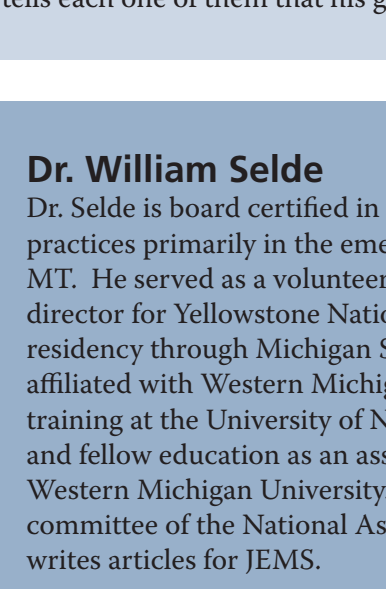 tells each one of them that his g
Dr. William Selde
Dr. Selde is board certified in
practices primarily in the eme
MT. He served as a volunteer
director for Yellowstone Natio
residency through Michigan S
affiliated with Western Michig
training at the University of N
and fellow education as an ass
Western Michigan University.
committee of the National As
writes articles for JEMS.